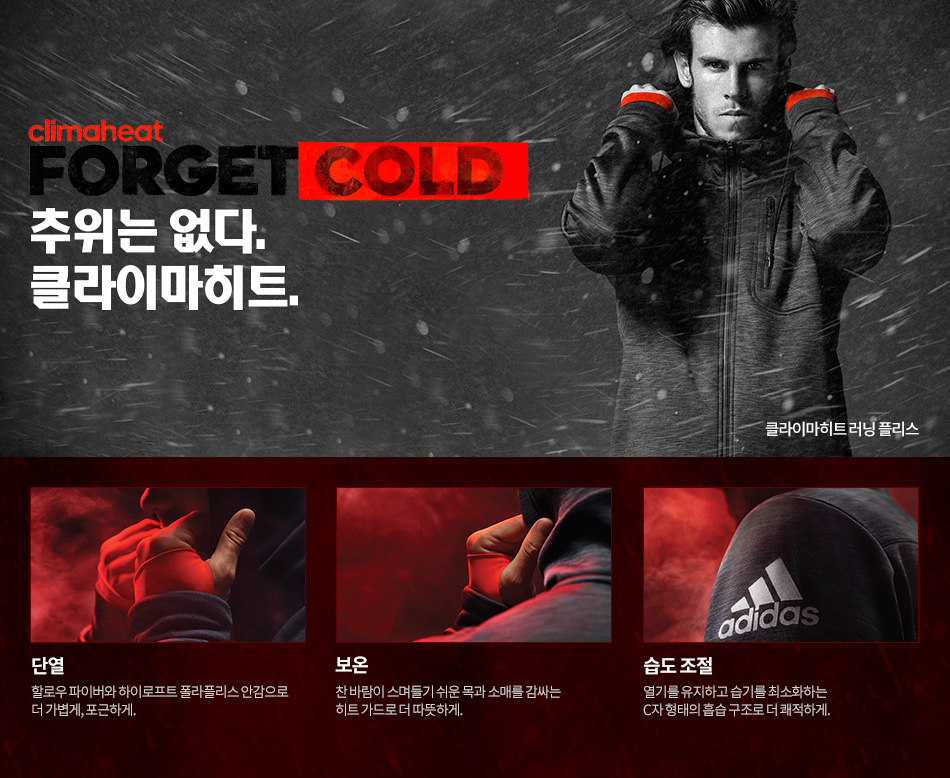 climaheat
FORGET COLD
추위는 없다.
클라이마히트.
클라이마히트 러닝 플리스
adidas
단열
할로우 파이버와 하이로프트 폴라플리스 안감으로
더 가볍게, 포근하게.
보온
찬 바람이 스며들기 쉬운 목과 소매를 감싸는
히트 가드로 더 따뜻하게.
습도 조절
열기를 유지하고 습기를 최소화하는
C자 형태의 흡습 구조로 더 쾌적하게.